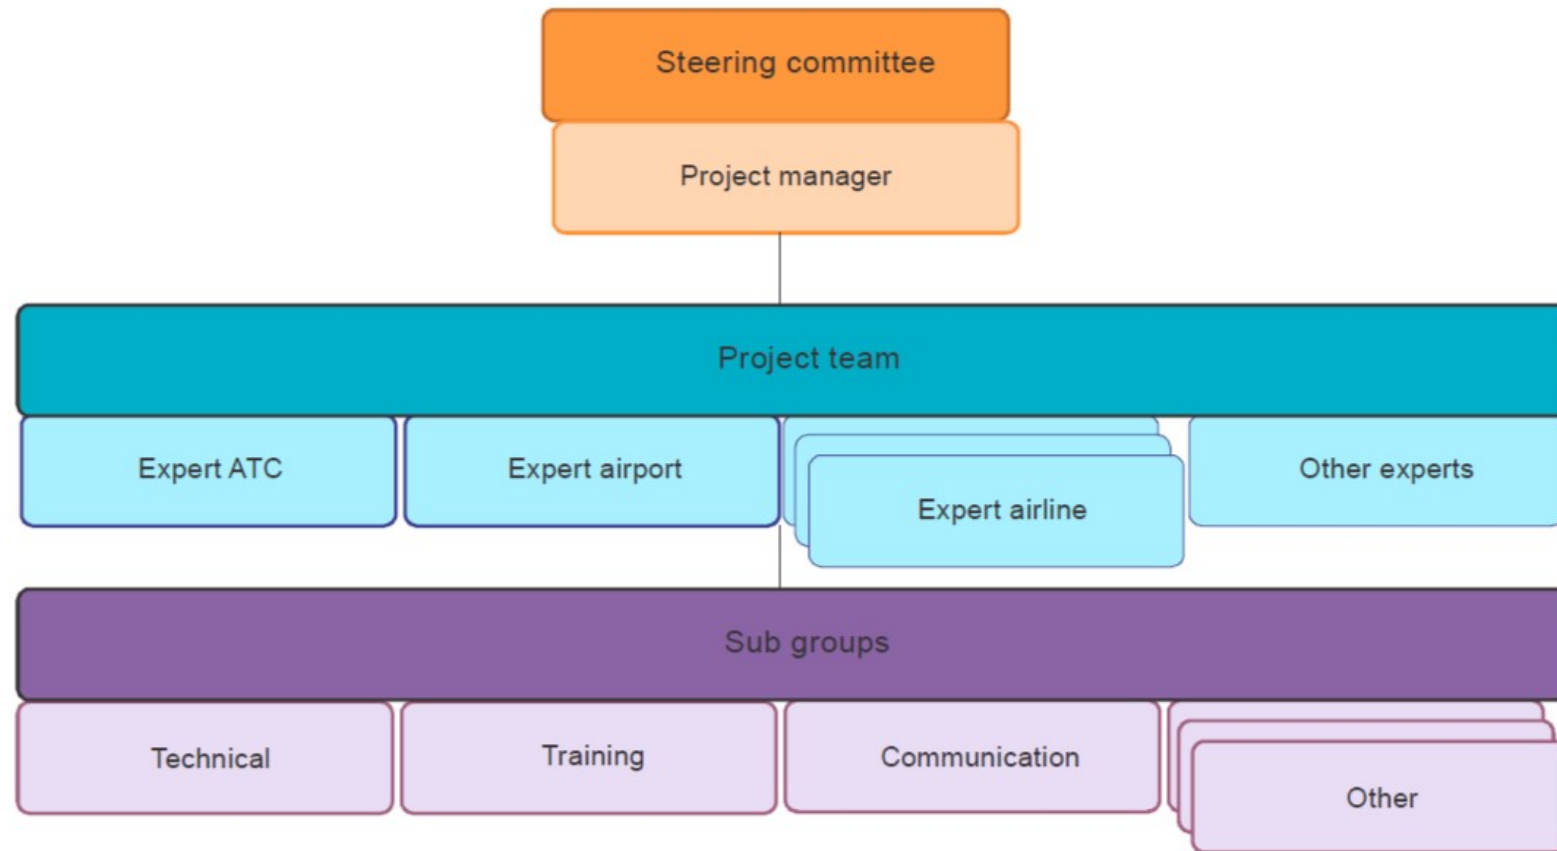 Steering committee
Project manager
Project team
Expert ATC
Expert airport
Expert airline
Other experts
Sub groups
Technical
Training
Communication
Other